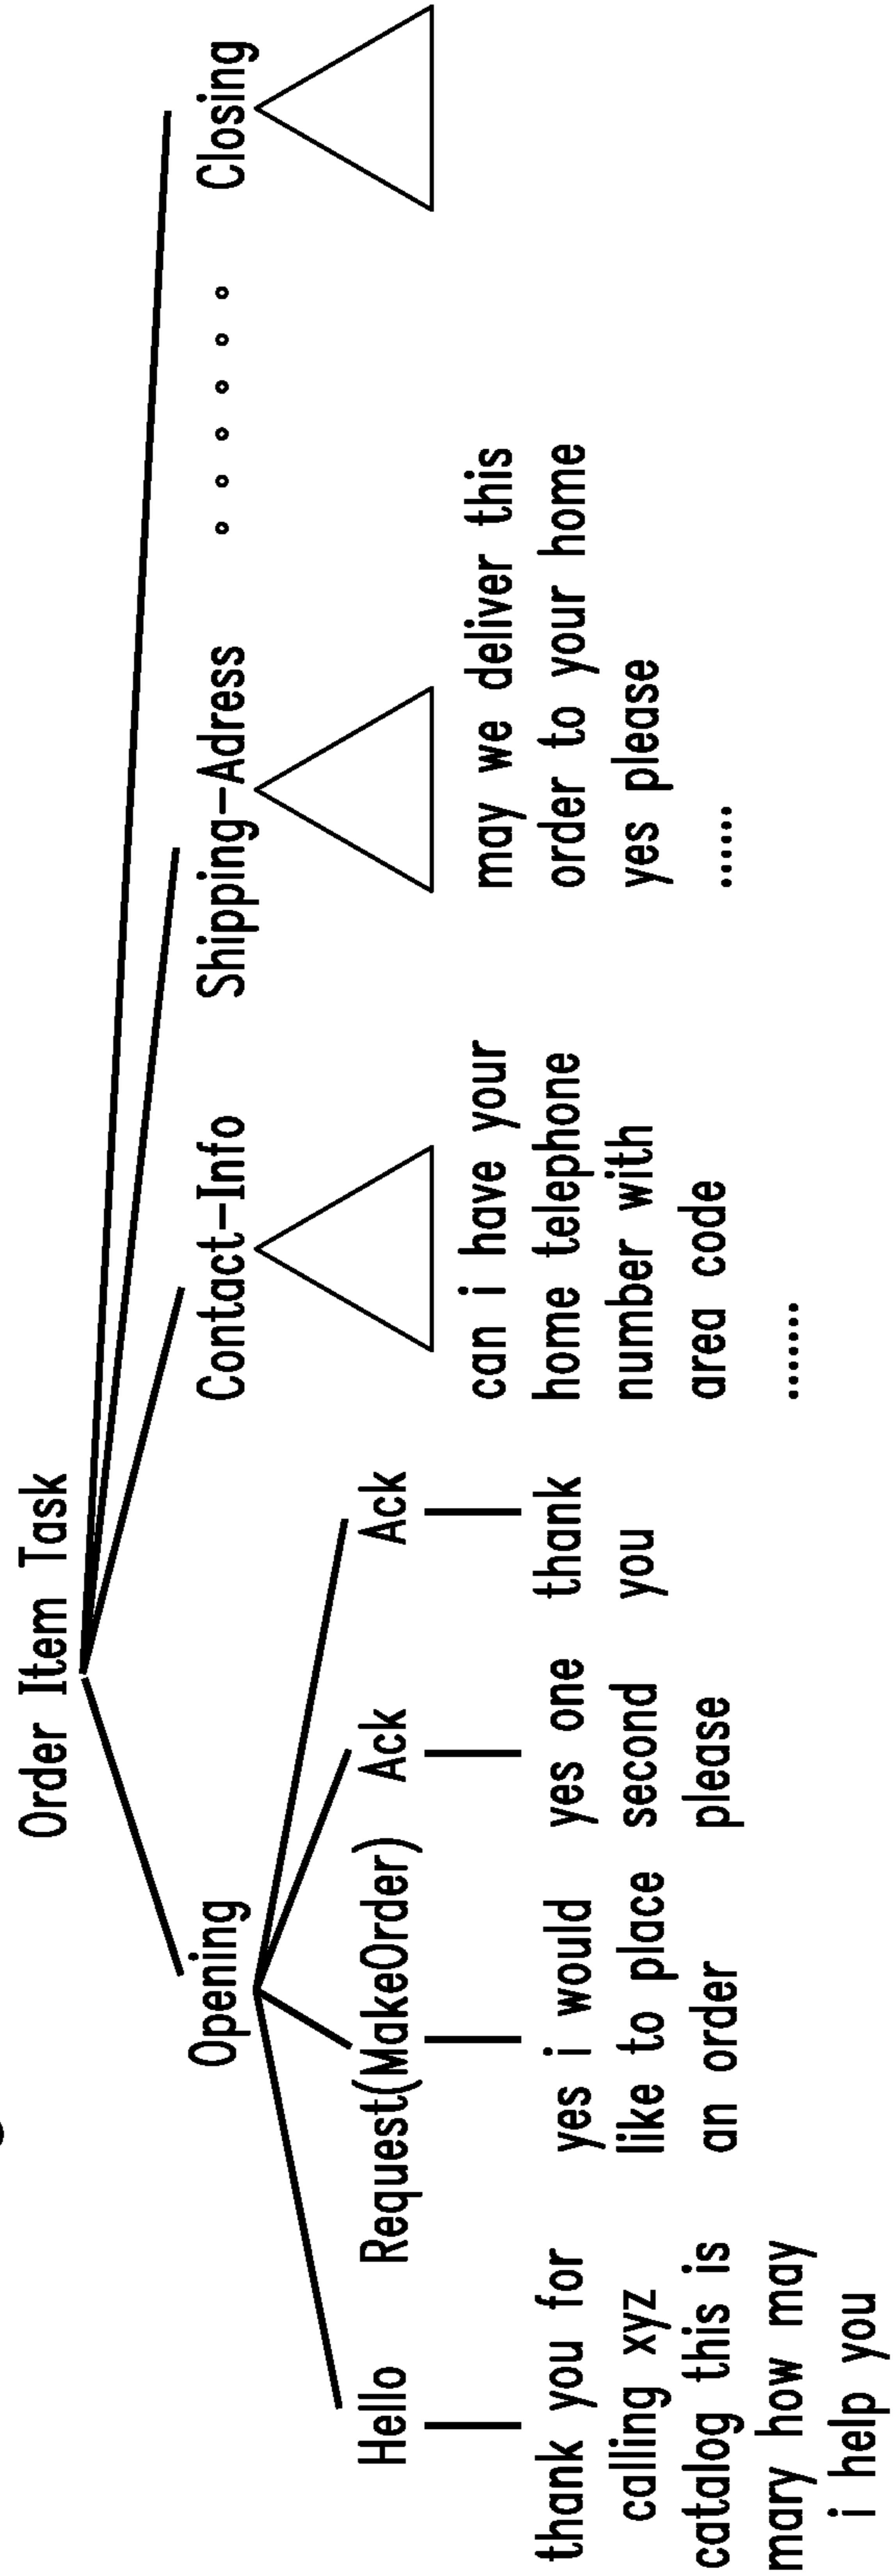 Order Item Task
Opening
Contact-Info
Shipping-Adress
Closing
Hello
Request(MakeOrder)
Ack
Ack
thank you for
calling xyz
catalog this is
mary how may
i help you
yes i would
like to place
an order
yes one
second
please
thank
you
can i have your
home telephone
number with
area code
.......
may we deliver this
order to your home
yes please
......